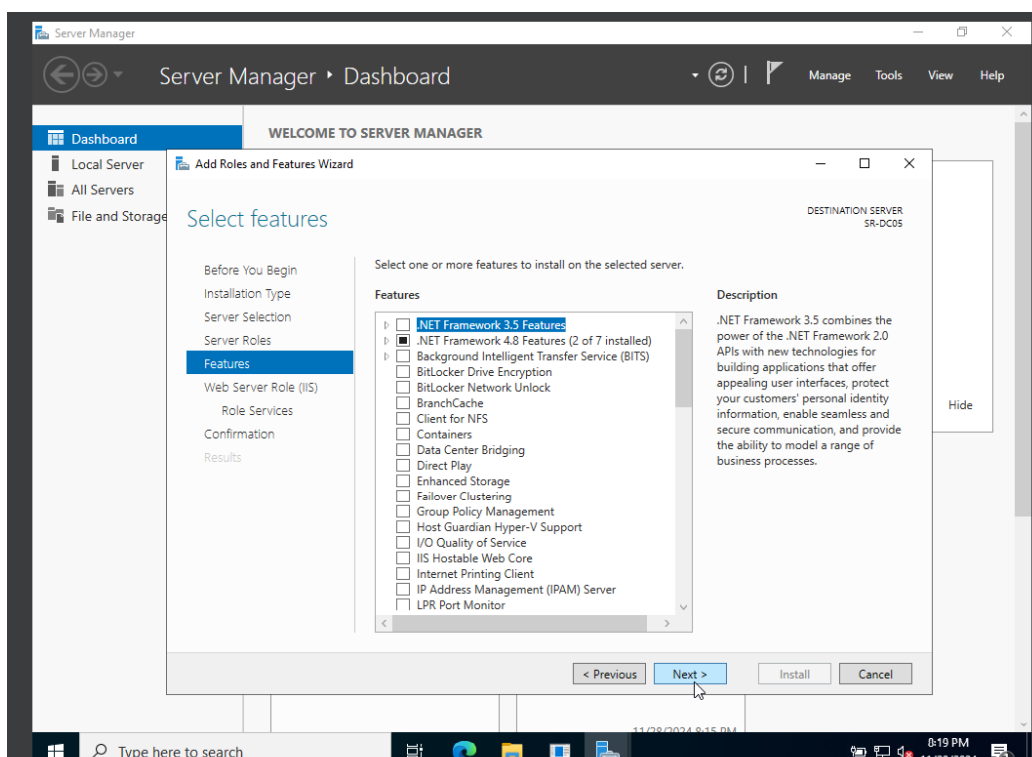 Server Manager
Server Manager ‣ Dashboard
Manage Tools View Help
Dashboard
Local Server
All Servers
File and Storage
WELCOME TO SERVER MANAGER
Add Roles and Features Wizard
Select features
DESTINATION SERVER
SR-DC05
Before You Begin
Installation Type
Server Selection
Server Roles
Features
Web Server Role (IIS)
Role Services
Confirmation
Results
Select one or more features to install on the selected server.
Features
.NET Framework 3.5 Features
.NET Framework 4.8 Features (2 of 7 installed)
Background Intelligent Transfer Service (BITS)
BitLocker Drive Encryption
BitLocker Network Unlock
BranchCache
Client for NFS
Containers
Data Center Bridging
Direct Play
Enhanced Storage
Failover Clustering
Group Policy Management
Host Guardian Hyper-V Support
I/O Quality of Service
IIS Hostable Web Core
Internet Printing Client
IP Address Management (IPAM) Server
LPR Port Monitor
Description
.NET Framework 3.5 combines the
power of the .NET Framework 2.0
APIs with new technologies for
building applications that offer
appealing user interfaces, protect
your customers' personal identity
information, enable seamless and
secure communication, and provide
the ability to model a range of
business processes.
Hide
< Previous
Next >
Install
Cancel
11/28/2024 8:15 PM
Type here to search
8:19 PM